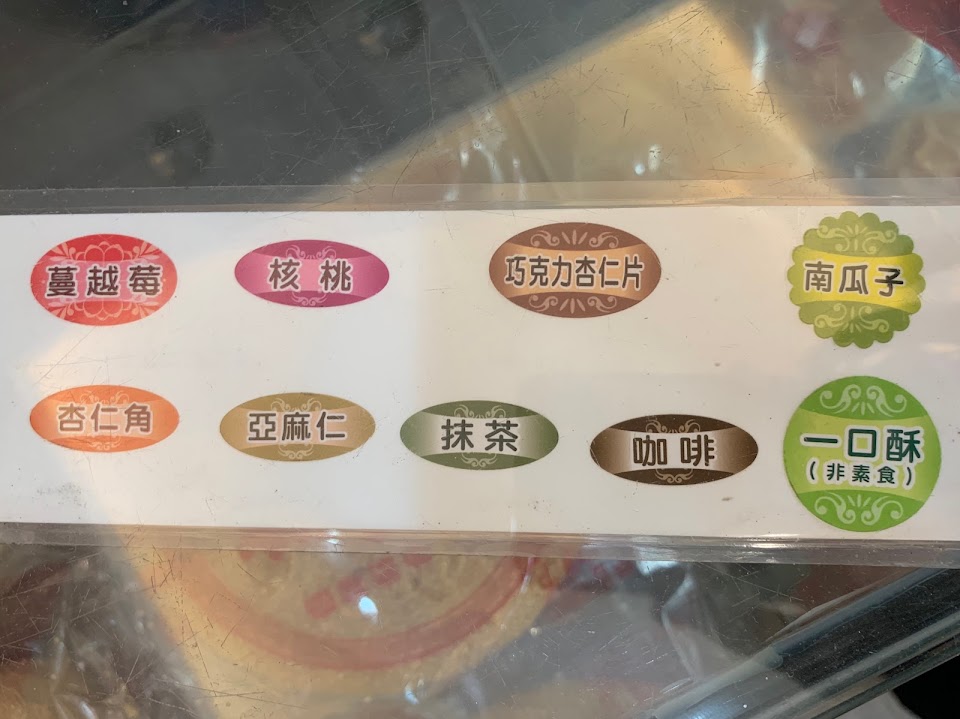 蔓越莓
核桃
巧克力杏仁片
南瓜子
杏仁角
亞麻仁
抹茶
咖啡
一口酥
(非素食)